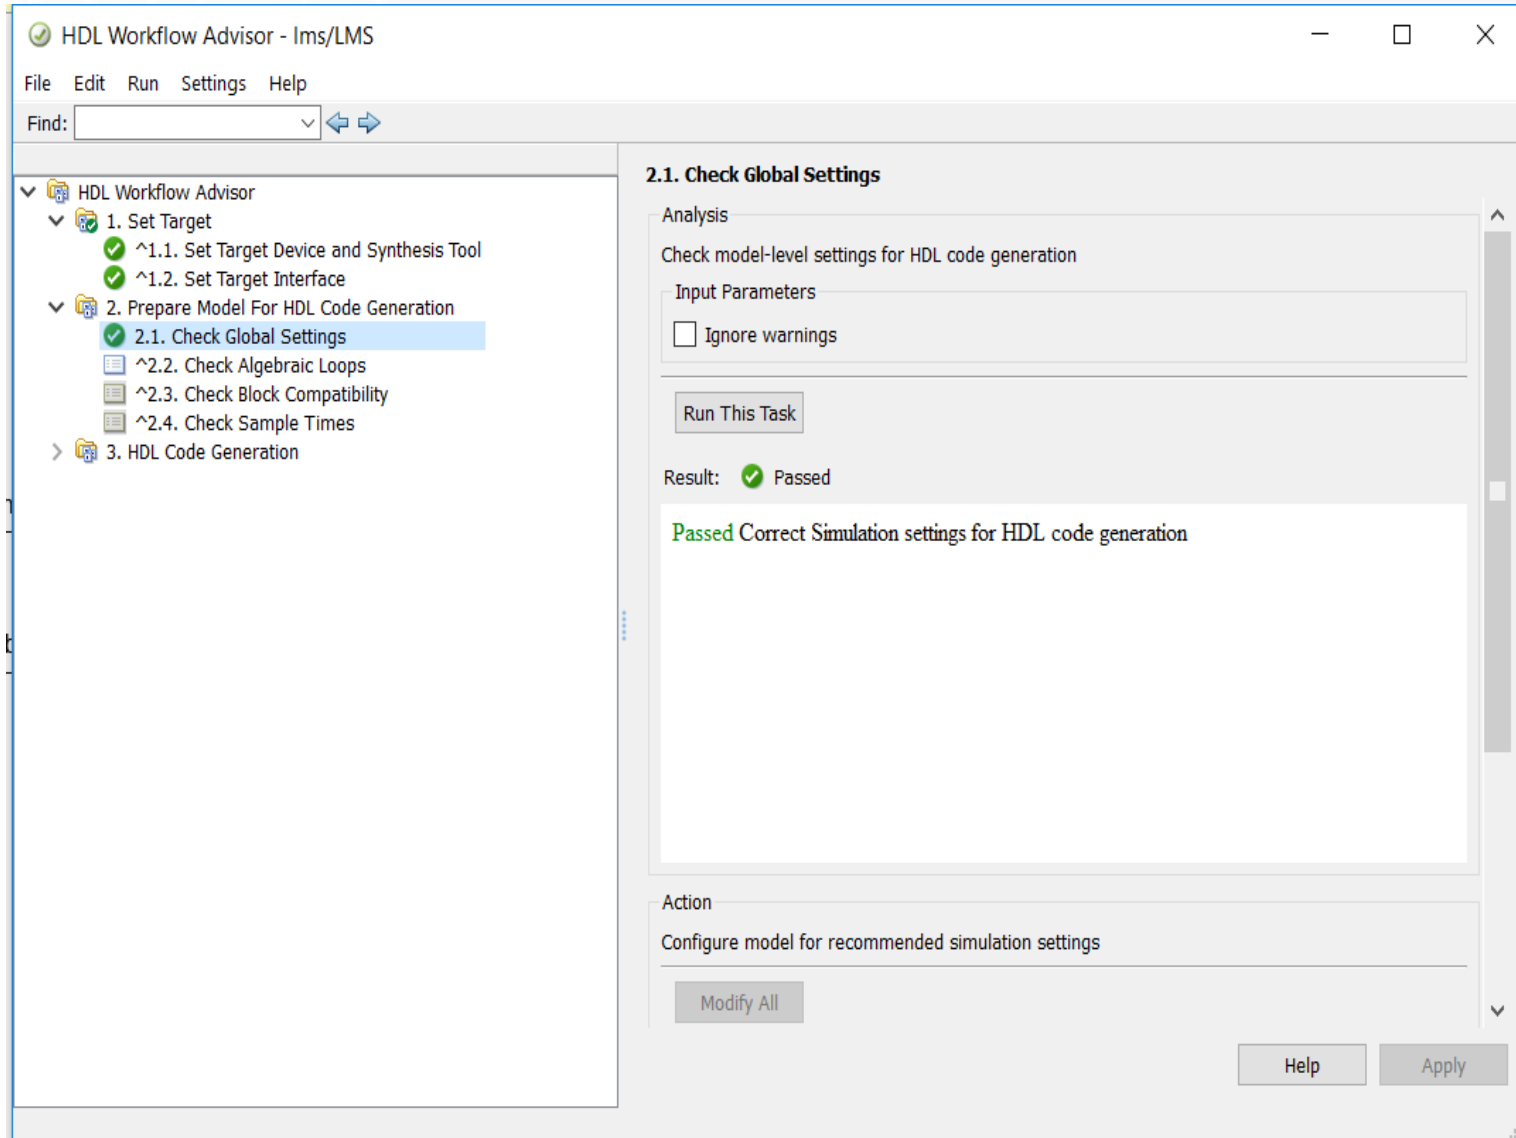 HDL Workflow Advisor - lms/LMS
File Edit Run Settings Help
Find:
HDL Workflow Advisor
1. Set Target
^1.1. Set Target Device and Synthesis Tool
^1.2. Set Target Interface
2. Prepare Model For HDL Code Generation
2.1. Check Global Settings
^2.2. Check Algebraic Loops
^2.3. Check Block Compatibility
^2.4. Check Sample Times
3. HDL Code Generation
2.1. Check Global Settings
Analysis
Check model-level settings for HDL code generation
Input Parameters
Ignore warnings
Run This Task
Result: Passed
Passed Correct Simulation settings for HDL code generation
Action
Configure model for recommended simulation settings
Modify All
Help Apply